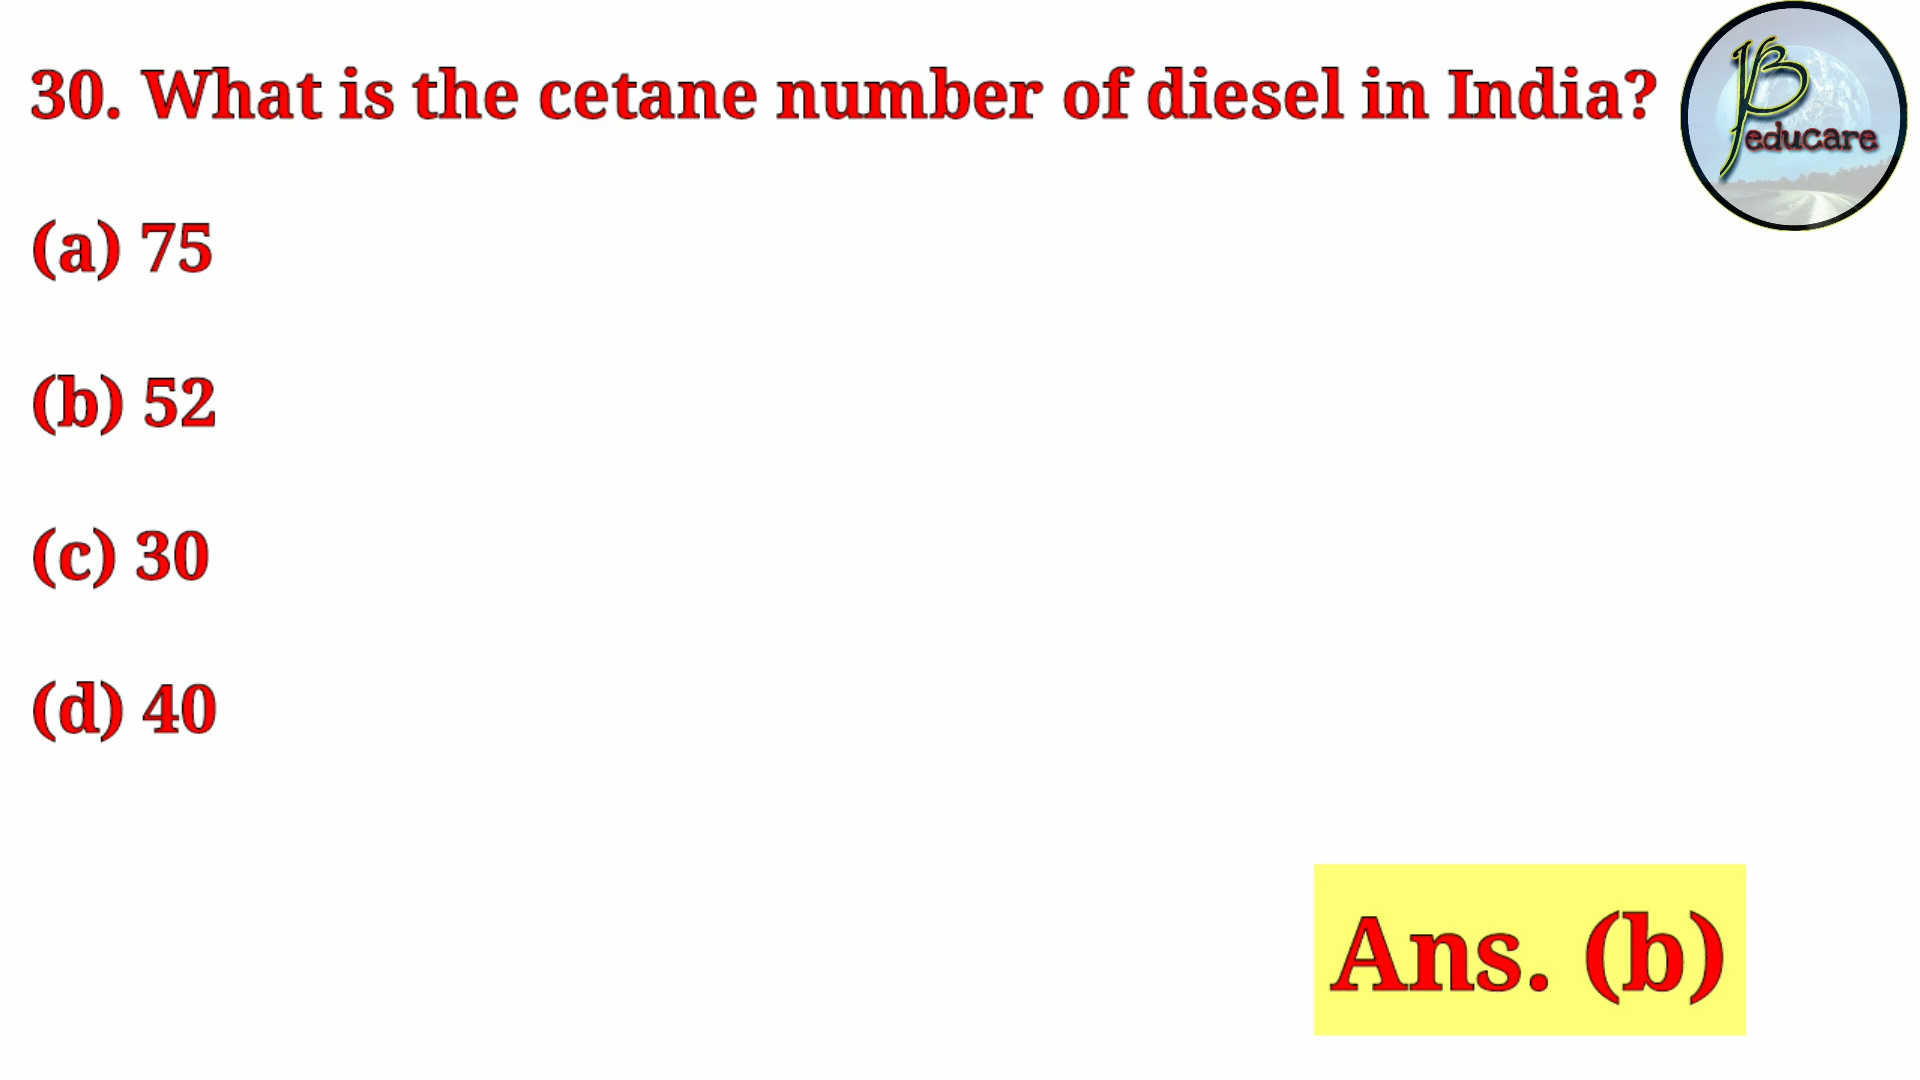 30. What is the cetane number of diesel in India?
(a) 75
(b) 52
(c) 30
(d) 40
Ans. (b)
educare